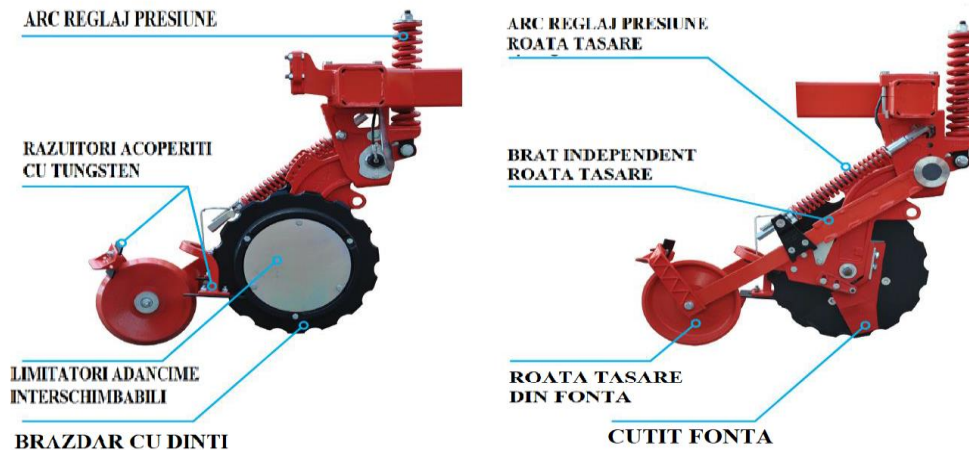 ARC REGLAJ PRESIUNE
RAZUITORI ACOPERITI
CU TUNGSTEN
LIMITATORI ADANCIME
INTERSCHIMBABILI
BRAZDAR CU DINTI
ARC REGLAJ PRESIUNE
ROATA TASARE
BRAT INDEPENDENT
ROATA TASARE
ROATA TASARE
DIN FONTA
CUTIT FONTA